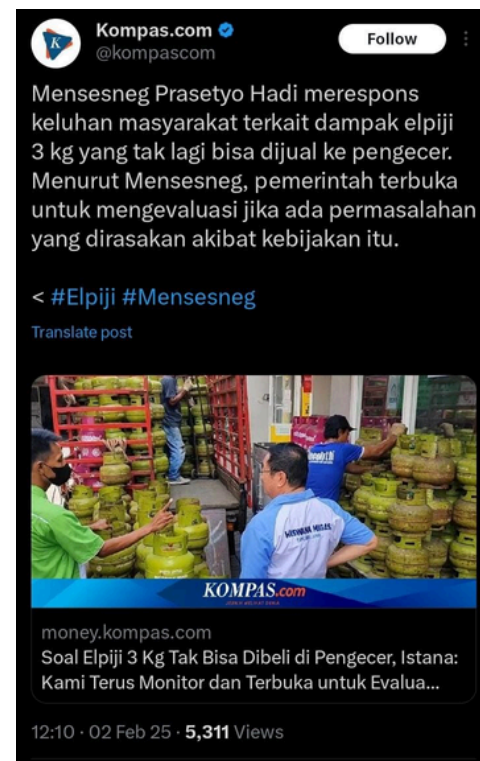 Kompas.com
Follow
@kompascom
Mensesneg Prasetyo Hadi merespons
keluhan masyarakat terkait dampak elpiji
3 kg yang tak lagi bisa dijual ke pengecer.
Menurut Mensesneg, pemerintah terbuka
untuk mengevaluasi jika ada permasalahan
yang dirasakan akibat kebijakan itu.
< #Elpiji #Mensesneg
Translate post
KOMPAS.com
JERNIH MELIHAT DUNIA
money.kompas.com
Soal Elpiji 3 Kg Tak Bisa Dibeli di Pengecer, Istana:
Kami Terus Monitor dan Terbuka untuk Evalua...
12:10 · 02 Feb 25 · 5,311 Views